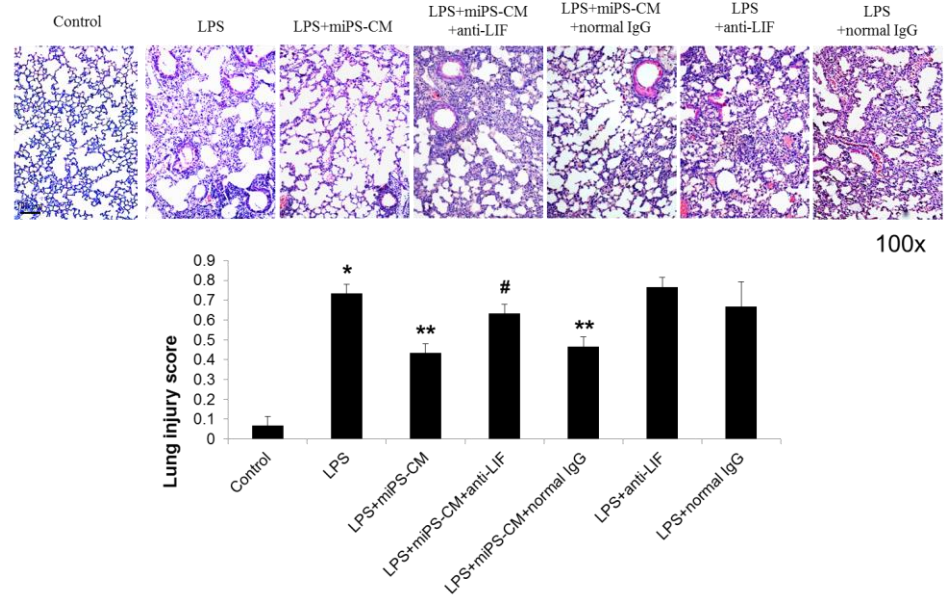 Control
LPS
LPS+miPS-CM
LPS+miPS-CM
+anti-LIF
LPS+miPS-CM
+normal IgG
LPS
+anti-LIF
LPS
+normal IgG
100x
Lung injury score
0.9
0.8
0.7
0.6
0.5
0.4
0.3
0.2
0.1
0
*
**
#
**
Control
LPS
LPS+miPS-CM
LPS+miPS-CM+anti-LIF
LPS+miPS-CM+normal IgG
LPS+anti-LIF
LPS+normal IgG